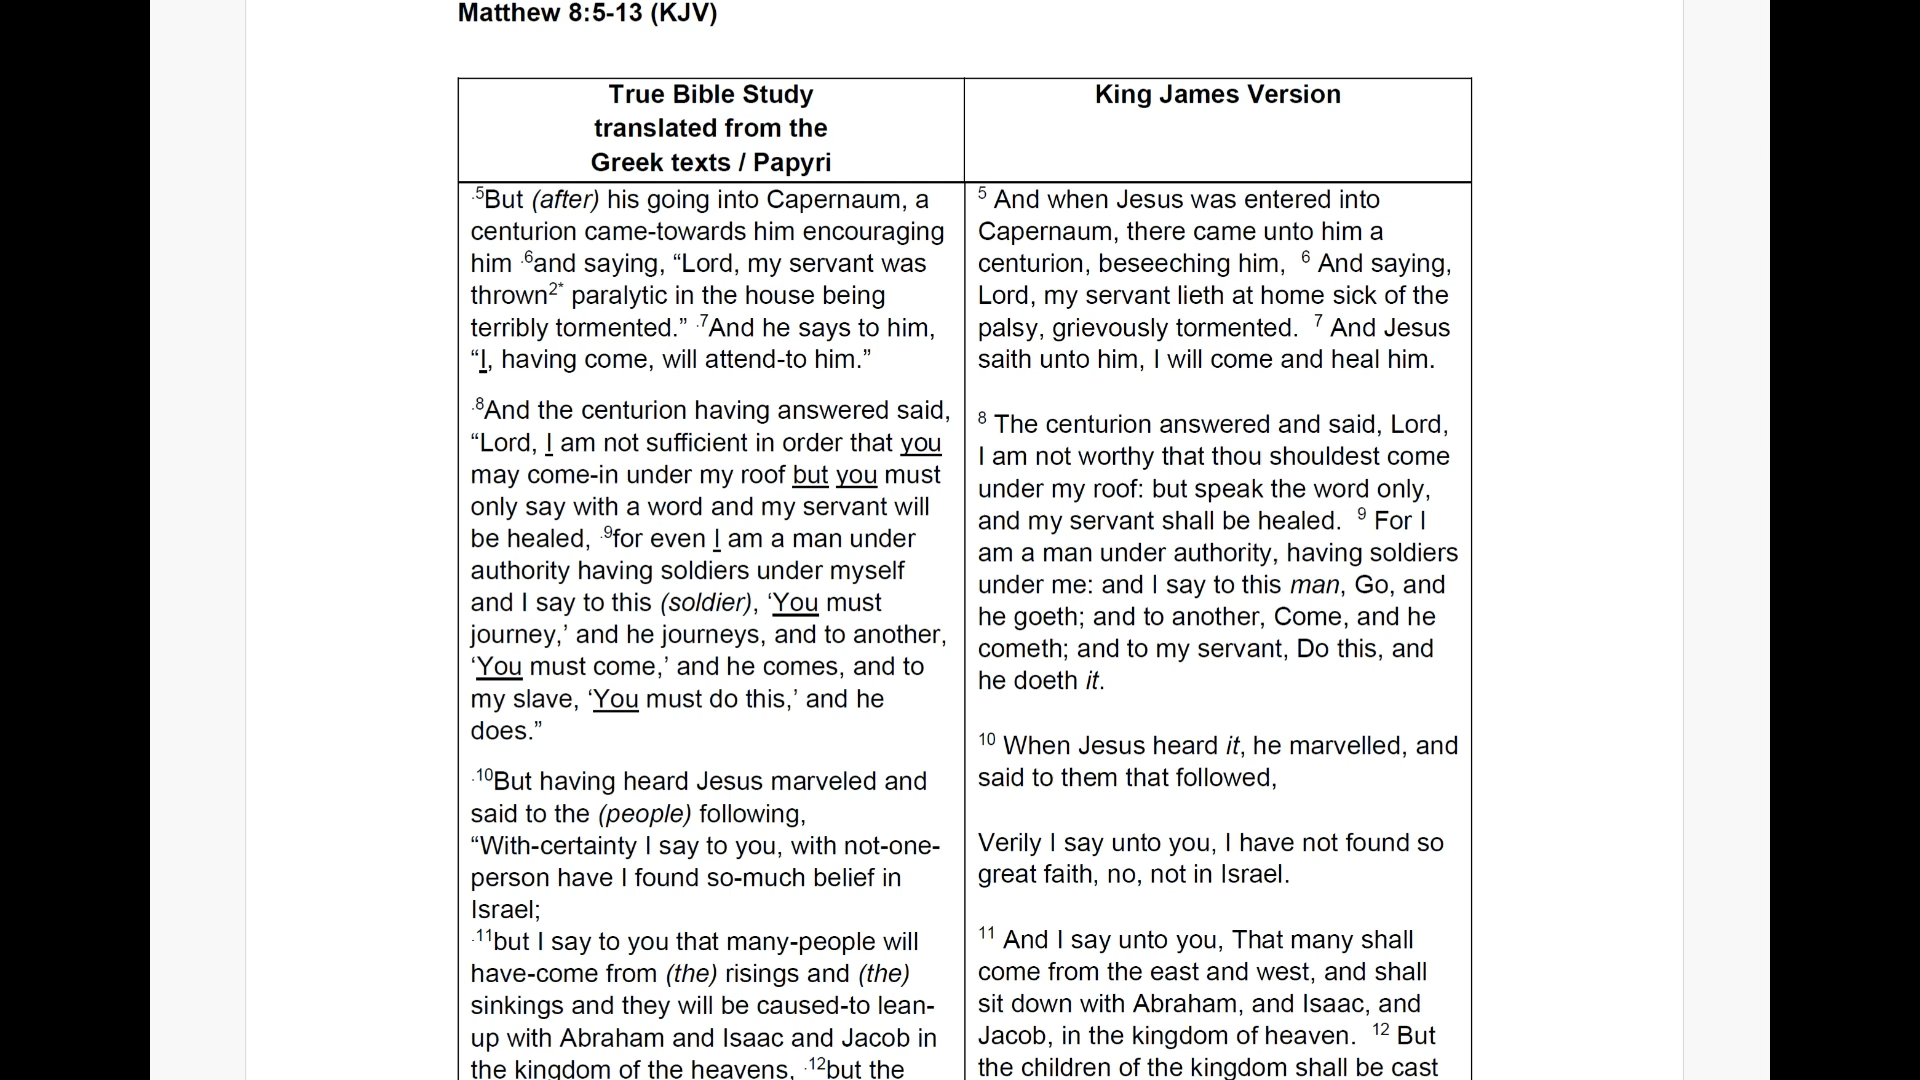 Matthew 8:5-13 (KJV)
True Bible Study
translated from the
Greek texts / Papyri
.5But (after) his going into Capernaum, a
centurion came-towards him encouraging
him .6and saying, “Lord, my servant was
thrown2* paralytic in the house being
terribly tormented.” .7And he says to him,
“I, having come, will attend-to him.”
.8And the centurion having answered said,
“Lord, I am not sufficient in order that you
may come-in under my roof but you must
only say with a word and my servant will
be healed, .9for even I am a man under
authority having soldiers under myself
and I say to this (soldier), ‘You must
journey,’ and he journeys, and to another,
‘You must come,’ and he comes, and to
my slave, ‘You must do this,’ and he
does.”
.10But having heard Jesus marveled and
said to the (people) following,
“With-certainty I say to you, with not-one-
person have I found so-much belief in
Israel;
.11but I say to you that many-people will
have-come from (the) risings and (the)
sinkings and they will be caused-to lean-
up with Abraham and Isaac and Jacob in
the kingdom of the heavens, .12but the
King James Version
5 And when Jesus was entered into
Capernaum, there came unto him a
centurion, beseeching him, 6 And saying,
Lord, my servant lieth at home sick of the
palsy, grievously tormented. 7 And Jesus
saith unto him, I will come and heal him.
8 The centurion answered and said, Lord,
I am not worthy that thou shouldest come
under my roof: but speak the word only,
and my servant shall be healed. 9 For I
am a man under authority, having soldiers
under me: and I say to this man, Go, and
he goeth; and to another, Come, and he
cometh; and to my servant, Do this, and
he doeth it.
10 When Jesus heard it, he marvelled, and
said to them that followed,
Verily I say unto you, I have not found so
great faith, no, not in Israel.
11 And I say unto you, That many shall
come from the east and west, and shall
sit down with Abraham, and Isaac, and
Jacob, in the kingdom of heaven. 12 But
the children of the kingdom shall be cast